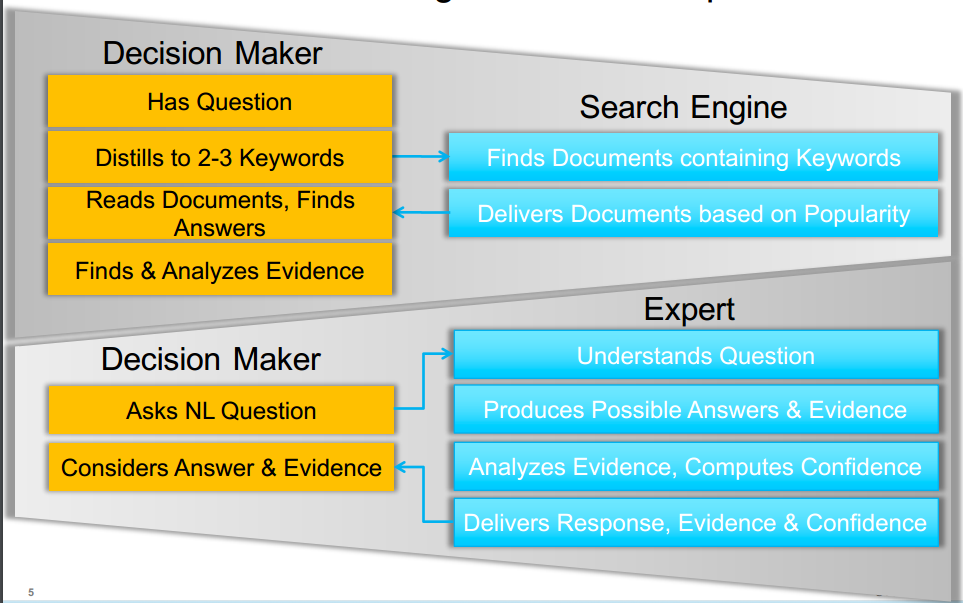 Decision Maker
Has Question
Distills to 2-3 Keywords
Reads Documents, Finds
Answers
Finds & Analyzes Evidence
Search Engine
Finds Documents containing Keywords
Delivers Documents based on Popularity
Decision Maker
Asks NL Question
Considers Answer & Evidence
Expert
Understands Question
Produces Possible Answers & Evidence
Analyzes Evidence, Computes Confidence
Delivers Response, Evidence & Confidence
5